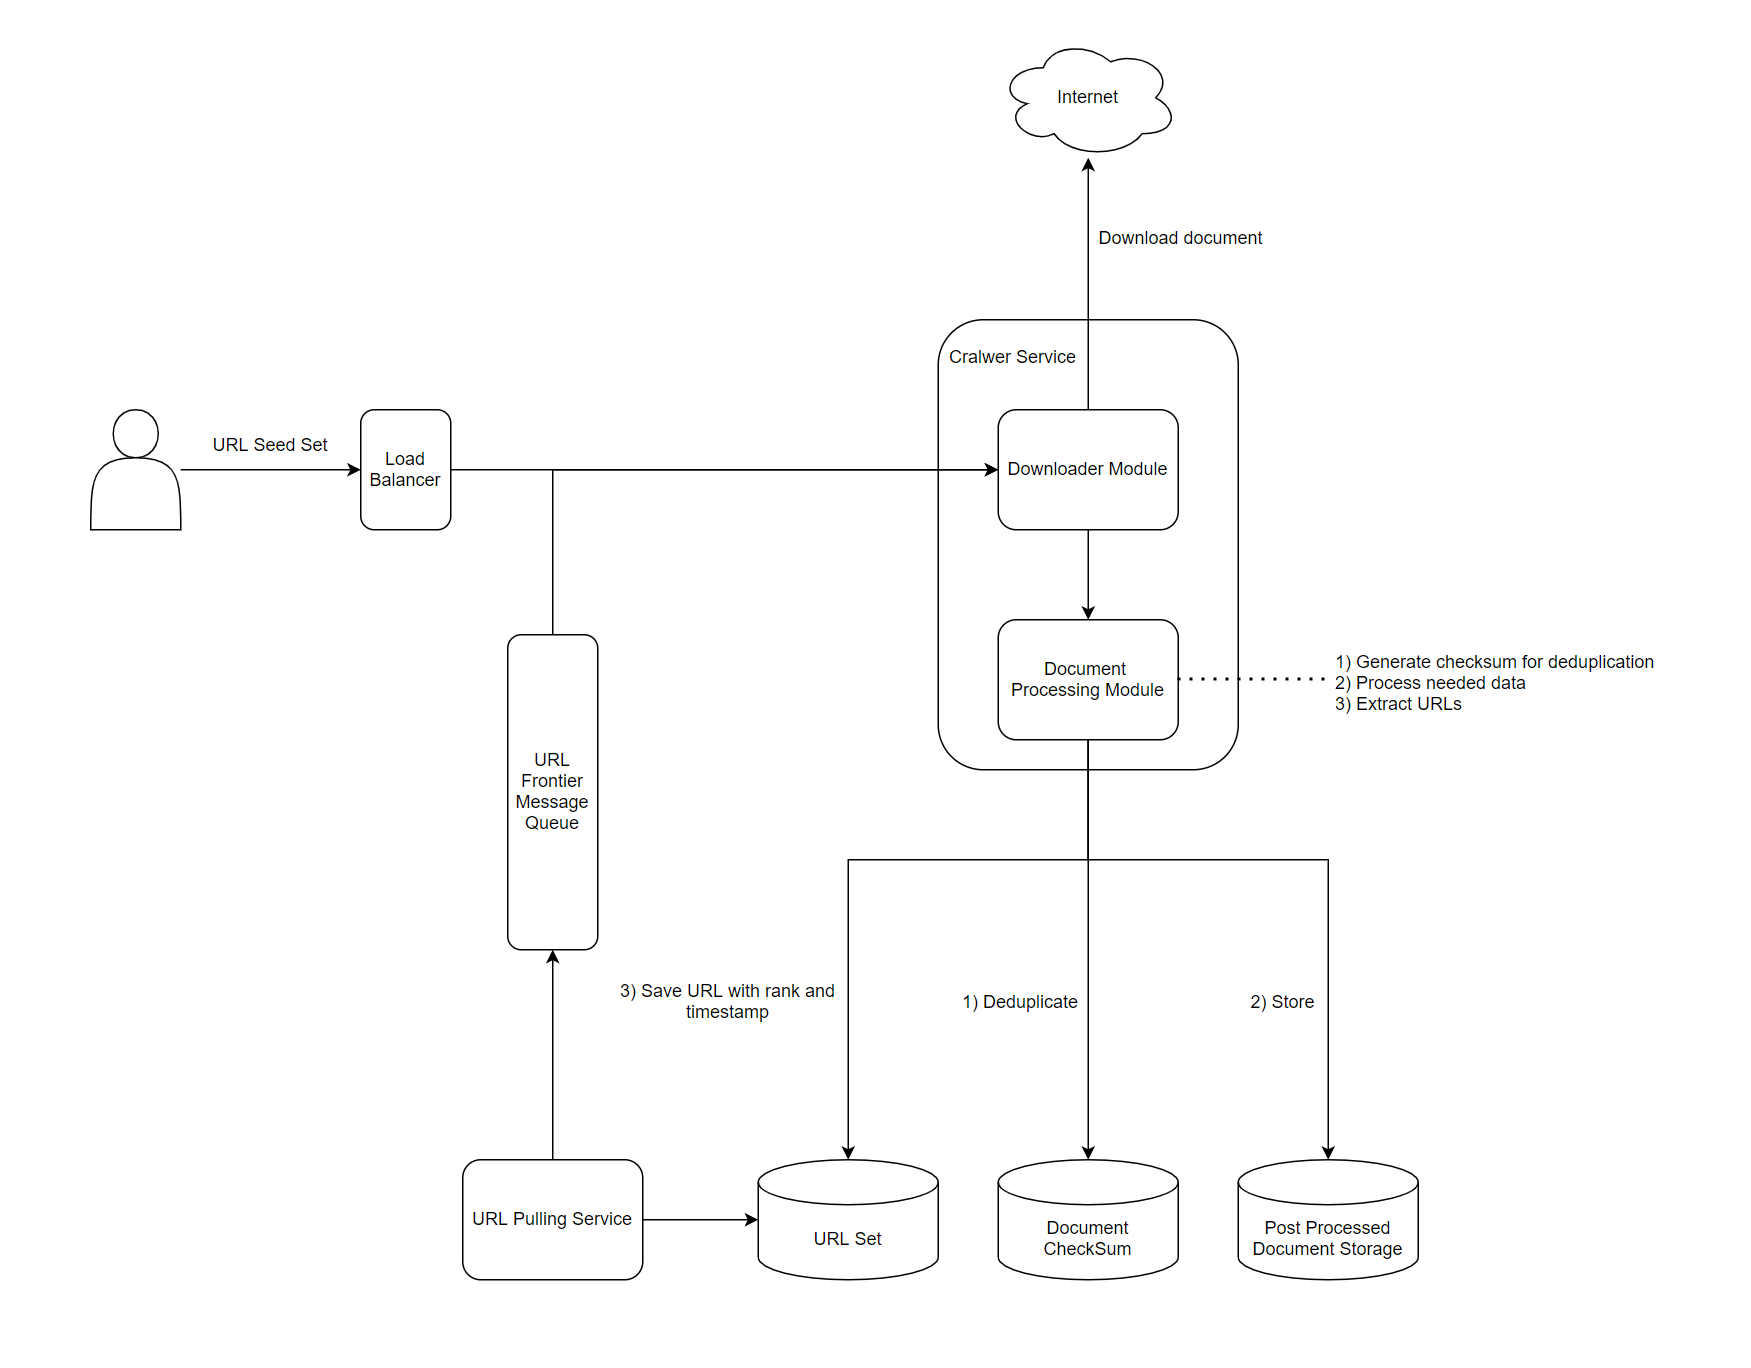 Internet
Download document
Cralwer Service
URL Seed Set
Load
Balancer
Downloader Module
Document
Processing Module
1) Generate checksum for deduplication
2) Process needed data
3) Extract URLs
URL
Frontier
Message
Queue
3) Save URL with rank and
timestamp
1) Deduplicate
2) Store
URL Pulling Service
URL Set
Document
CheckSum
Post Processed
Document Storage